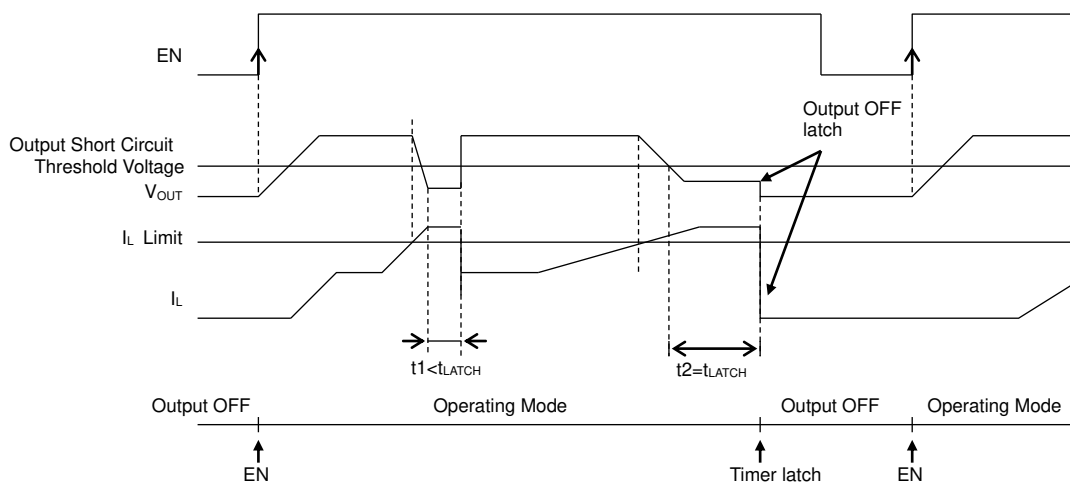 EN
Output OFF
latch
Output Short Circuit
Threshold Voltage
VOUT
IL Limit
IL
t1<tLATCH
t2=tLATCH
Output OFF
Operating Mode
Output OFF
Operating Mode
EN
Timer latch
EN